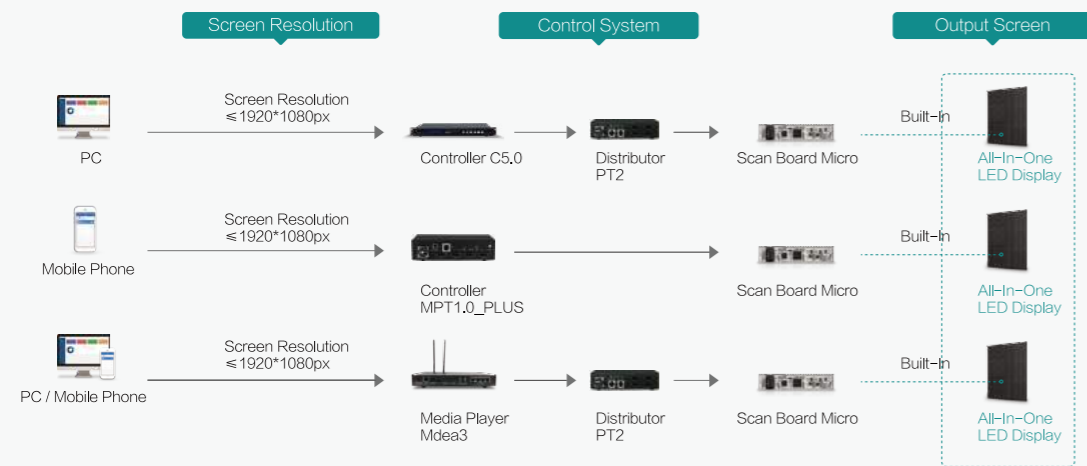 Screen Resolution
Control System
Output Screen
Screen Resolution
≤1920*1080px
Built-In
PC
Controller C5.0
Distributor
PT2
Scan Board Micro
All-In-One
LED Display
Screen Resolution
≤1920*1080px
Built-In
Mobile Phone
Controller
MPT1.0_PLUS
Scan Board Micro
All-In-One
LED Display
Screen Resolution
≤1920*1080px
Built-In
PC / Mobile Phone
Media Player
Mdea3
Distributor
PT2
Scan Board Micro
All-In-One
LED Display